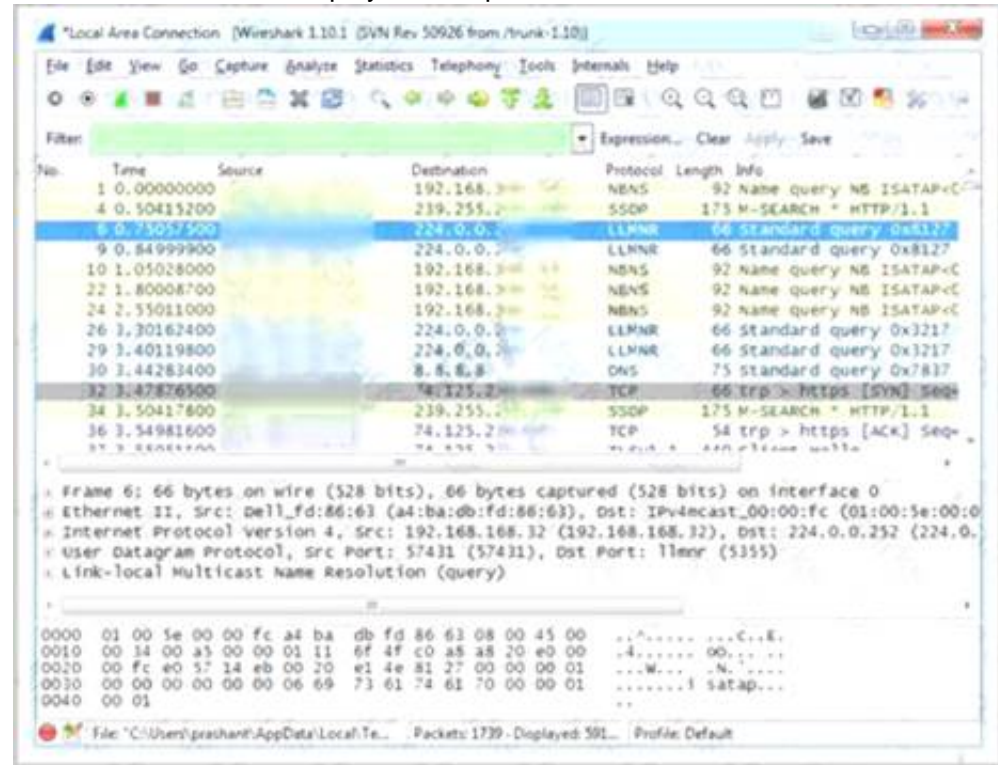 *Local Area Connection [Wireshark 1.10.1 (SVN Rev 50926 from /trunk-1.10)]
File Edit View Go Capture Analyze Statistics Telephony Tools Internals Help
Filter: Expression... Clear Apply Save
No. Time Source Destination Protocol Length Info
1 0.00000000 192.168. NBNS 92 Name query NB ISATAP<C
4 0.50415200 239.255. SSDP 175 M-SEARCH * HTTP/1.1
6 0.75057500 224.0.0. LLMNR 66 Standard query 0x8127
9 0.84999900 224.0.0. LLMNR 66 Standard query 0x8127
10 1.05028000 192.168. NBNS 92 Name query NB ISATAP<C
22 1.80008700 192.168. NBNS 92 Name query NB ISATAP<C
24 2.55011000 192.168. NBNS 92 Name query NB ISATAP<C
26 3.30162400 224.0.0. LLMNR 66 Standard query 0x3217
29 3.40119800 224.0.0. LLMNR 66 Standard query 0x3217
30 3.44283400 8.8.8.8 DNS 75 Standard query 0x7837
32 3.47876500 74.125.2 TCP 66 trp > https [SYN] Seq=
34 3.50417800 239.255. SSDP 175 M-SEARCH * HTTP/1.1
36 3.54981600 74.125.2 TCP 54 trp > https [ACK] Seq=
Frame 6: 66 bytes on wire (528 bits), 66 bytes captured (528 bits) on interface 0
Ethernet II, Src: Dell_fd:86:63 (a4:ba:db:fd:86:63), Dst: IPv4mcast_00:00:fc (01:00:5e:00:0
Internet Protocol Version 4, Src: 192.168.168.32 (192.168.168.32), Dst: 224.0.0.252 (224.0.
User Datagram Protocol, Src Port: 57431 (57431), Dst Port: llmnr (5355)
Link-local Multicast Name Resolution (query)
0000 01 00 5e 00 00 fc a4 ba db fd 86 63 08 00 45 00 ..^..... ...c..E.
0010 00 34 00 a5 00 00 01 11 6f 4f c0 a8 a8 20 e0 00 .4...... oO... ..
0020 00 fc e0 57 14 eb 00 20 e1 4e 81 27 00 00 00 01 ...W... .N.'....
0030 00 00 00 00 00 00 06 69 73 61 74 61 70 00 00 01 .......i satap...
0040 00 01 ..
File: "C:\Users\prashant\AppData\Local\Te... Packets: 1739 - Displayed: 591... Profile: Default